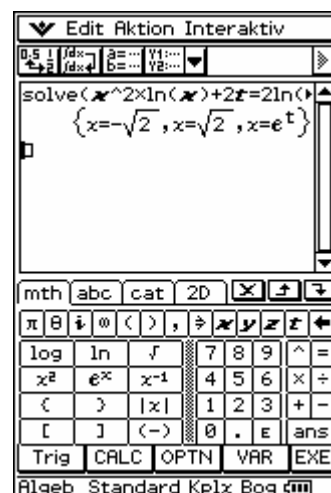 Edit Aktion Interaktiv
solve(x^2×ln(x)+2t=2ln(
{x=-√2 ,x=√2 ,x=e^t}
mth abc cat 2D
π θ i ∞ ( ) , ⇒ x y z t ←
log ln √ 7 8 9 ^ =
x² eˣ x⁻¹ 4 5 6 × ÷
{ } |x| 1 2 3 + −
[ ] (−) 0 . E ans
Trig CALC OPTN VAR EXE
Algeb Standard Kplx Bog